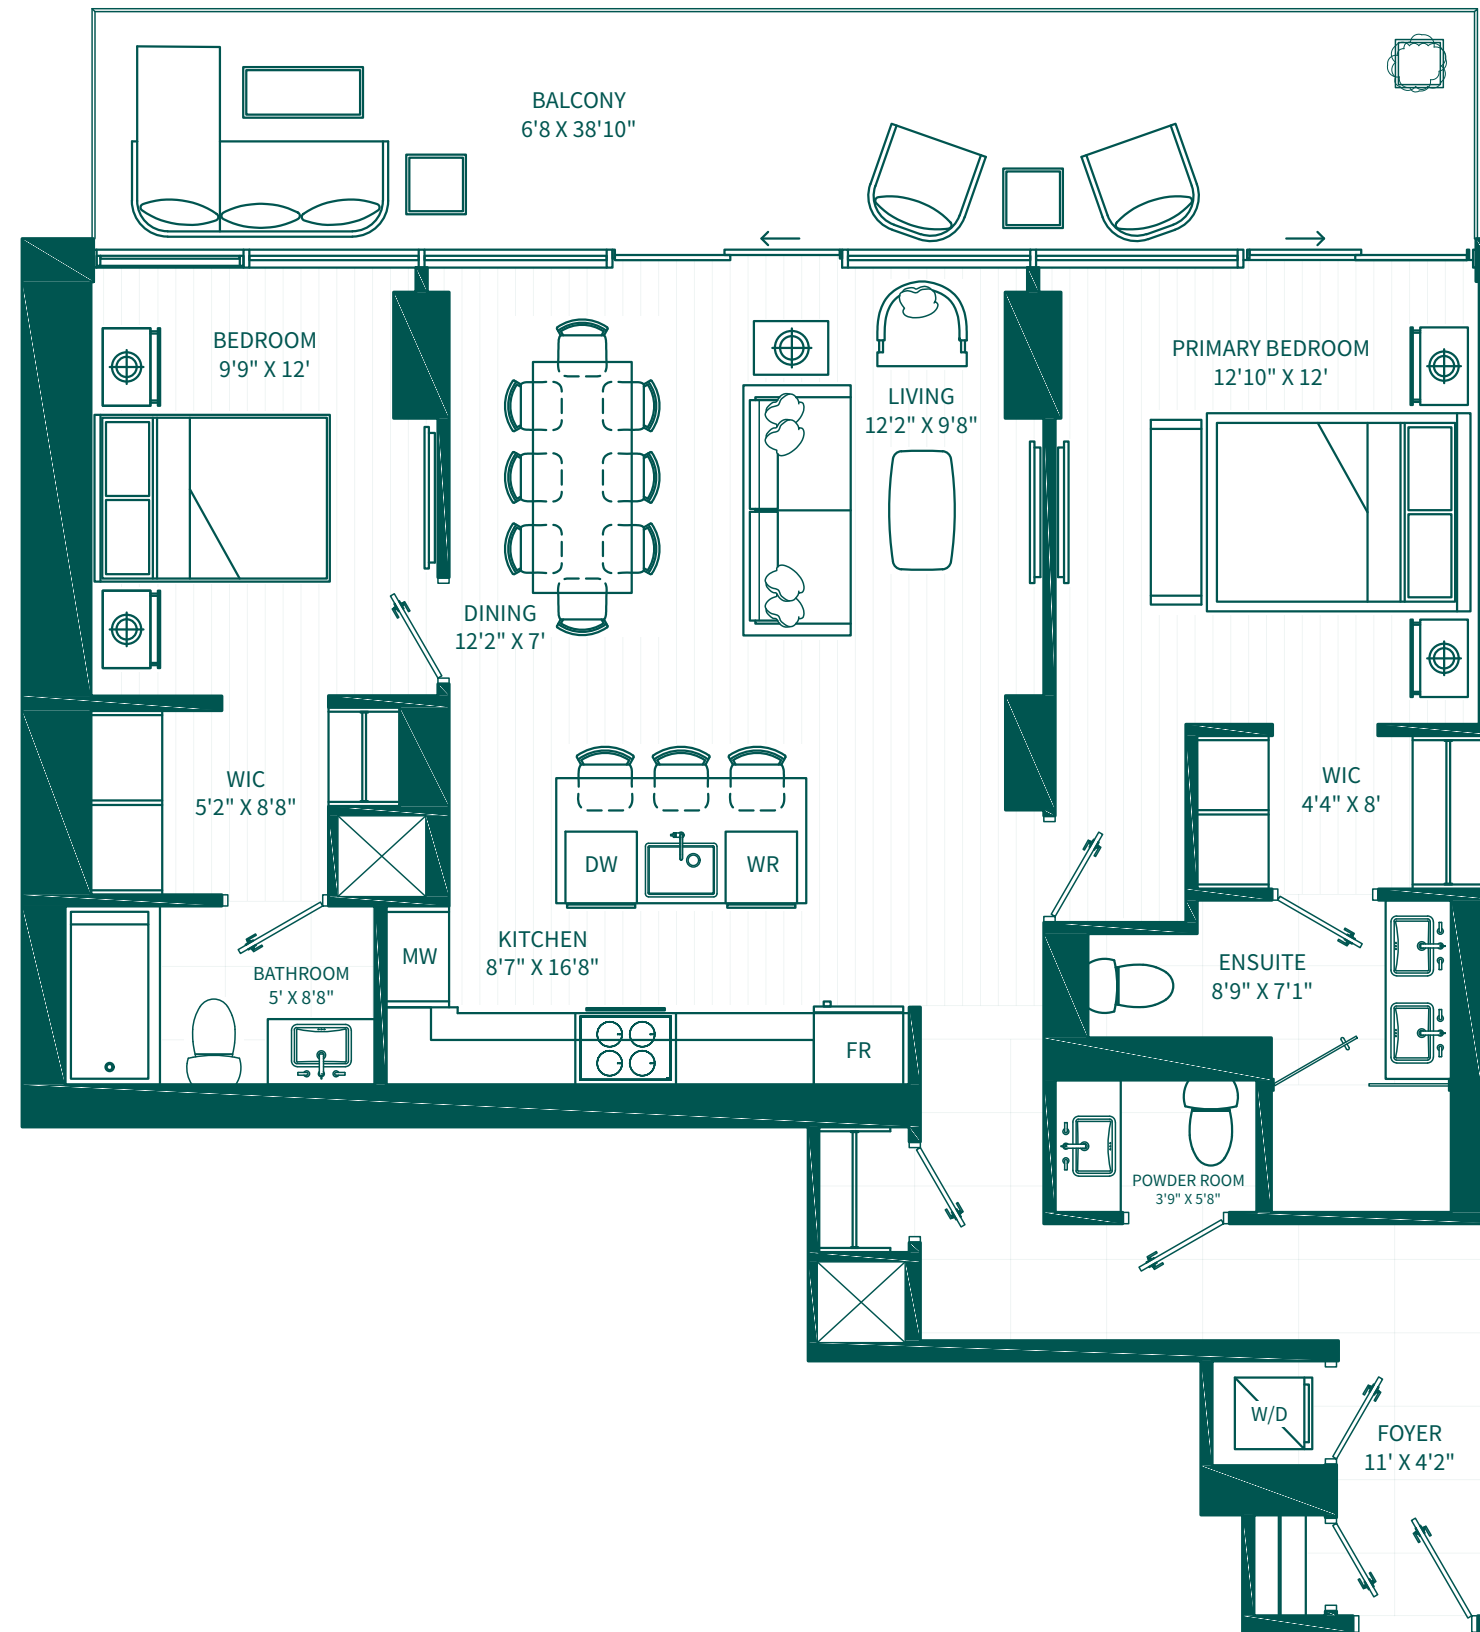 BALCONY
6'8 X 38'10"
BEDROOM
9'9" X 12'
PRIMARY BEDROOM
12'10" X 12'
LIVING
12'2" X 9'8"
DINING
12'2" X 7'
WIC
5'2" X 8'8"
WIC
4'4" X 8'
DW
WR
KITCHEN
8'7" X 16'8"
MW
BATHROOM
5' X 8'8"
ENSUITE
8'9" X 7'1"
FR
POWDER ROOM
3'9" X 5'8"
W/D
FOYER
11' X 4'2"